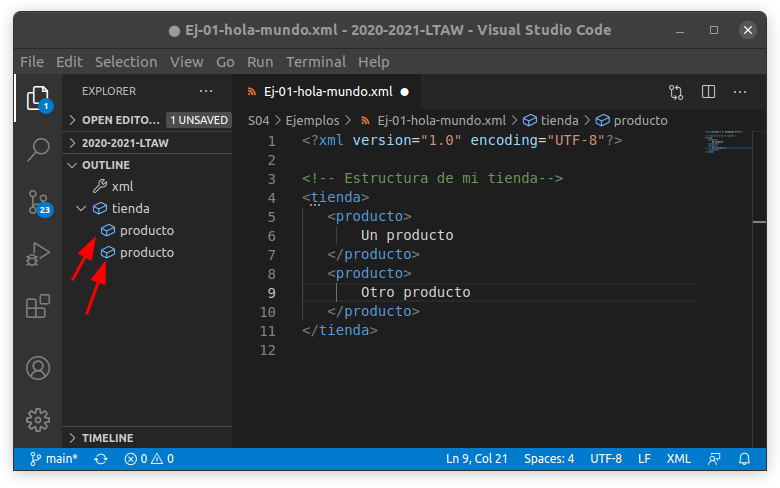 Ej-01-hola-mundo.xml - 2020-2021-LTAW - Visual Studio Code
File Edit Selection View Go Run Terminal Help
EXPLORER
OPEN EDITO... 1 UNSAVED
2020-2021-LTAW
OUTLINE
xml
tienda
producto
producto
TIMELINE
1
23
Ej-01-hola-mundo.xml
S04 > Ejemplos > Ej-01-hola-mundo.xml > tienda > producto
1 <?xml version="1.0" encoding="UTF-8"?>
2
3 <!-- Estructura de mi tienda-->
4 <tienda>
5 <producto>
6 Un producto
7 </producto>
8 <producto>
9 Otro producto
10 </producto>
11 </tienda>
12
main* 0 0 Ln 9, Col 21 Spaces: 4 UTF-8 LF XML